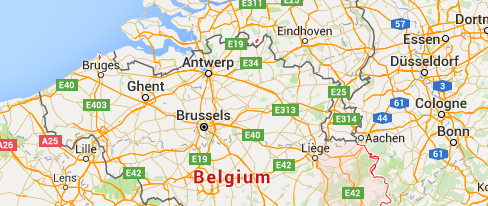 E311
E25
Eindhoven
Dortm
57
E19
Essen
Antwerp
E34
Bruges
Düsseldorf
E40
Ghent
3
E403
E25
61
Cologne
E313
E314
44
Brussels
E40
Aachen
61
Bonn
A25
A26
Lille
Liège
E19
E42
Lens
E42
Belgium
E42